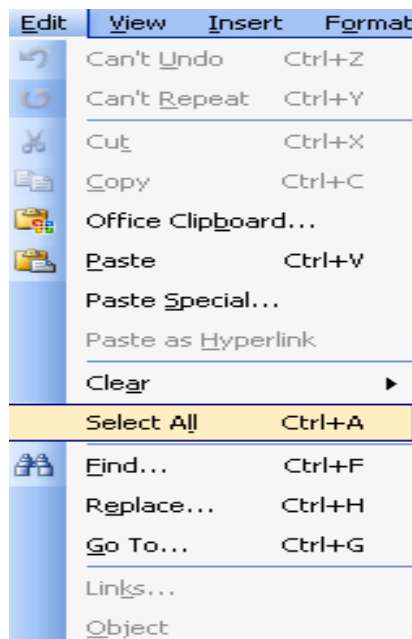 Edit View Insert Format
Can't Undo Ctrl+Z
Can't Repeat Ctrl+Y
Cut Ctrl+X
Copy Ctrl+C
Office Clipboard...
Paste Ctrl+V
Paste Special...
Paste as Hyperlink
Clear
Select All Ctrl+A
Find... Ctrl+F
Replace... Ctrl+H
Go To... Ctrl+G
Links...
Object